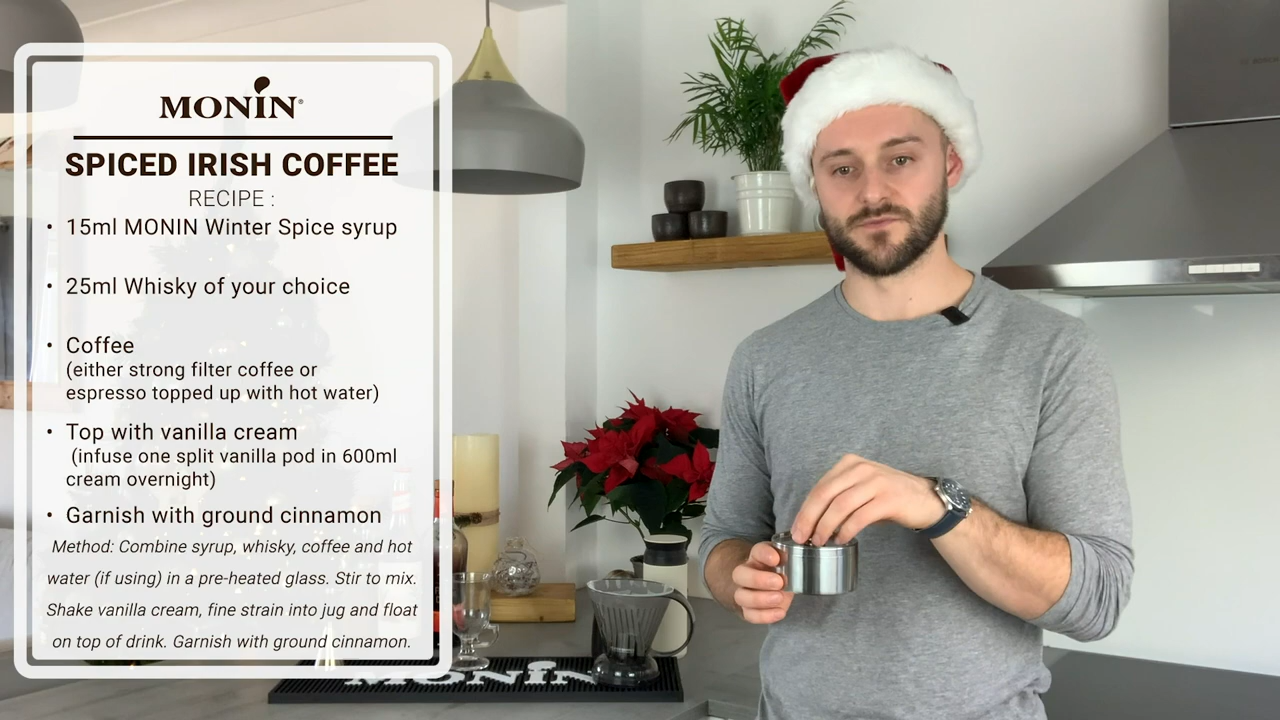 MONIN®
SPICED IRISH COFFEE
RECIPE :
• 15ml MONIN Winter Spice syrup
• 25ml Whisky of your choice
• Coffee
(either strong filter coffee or
espresso topped up with hot water)
• Top with vanilla cream
(infuse one split vanilla pod in 600ml
cream overnight)
• Garnish with ground cinnamon
Method: Combine syrup, whisky, coffee and hot
water (if using) in a pre-heated glass. Stir to mix.
Shake vanilla cream, fine strain into jug and float
on top of drink. Garnish with ground cinnamon.
MONIN